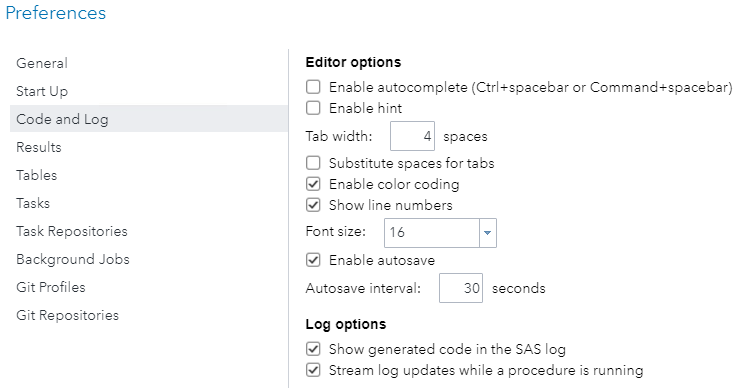 Preferences
General
Start Up
Code and Log
Results
Tables
Tasks
Task Repositories
Background Jobs
Git Profiles
Git Repositories
Editor options
Enable autocomplete (Ctrl+spacebar or Command+spacebar)
Enable hint
Tab width: 4 spaces
Substitute spaces for tabs
Enable color coding
Show line numbers
Font size: 16
Enable autosave
Autosave interval: 30 seconds
Log options
Show generated code in the SAS log
Stream log updates while a procedure is running